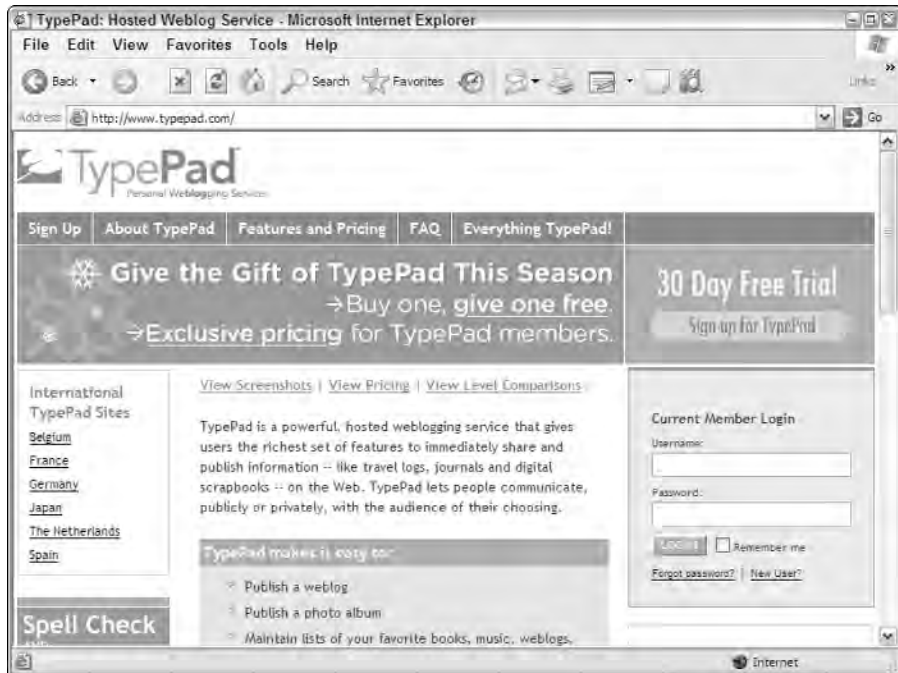 TypePad: Hosted Weblog Service - Microsoft Internet Explorer
File Edit View Favorites Tools Help
Back Search Favorites Links »
Address http://www.typepad.com/ Go
TypePad
Personal Weblogging Service
Sign Up About TypePad Features and Pricing FAQ Everything TypePad!
Give the Gift of TypePad This Season
→Buy one, give one free.
→Exclusive pricing for TypePad members.
30 Day Free Trial
Sign up for TypePad
International
TypePad Sites
Belgium
France
Germany
Japan
The Netherlands
Spain
Spell Check
View Screenshots | View Pricing | View Level Comparisons
TypePad is a powerful, hosted weblogging service that gives
users the richest set of features to immediately share and
publish information -- like travel logs, journals and digital
scrapbooks -- on the Web. TypePad lets people communicate,
publicly or privately, with the audience of their choosing.
TypePad makes it easy to:
Publish a weblog
Publish a photo album
Maintain lists of your favorite books, music, weblogs,
Current Member Login
Username:
Password:
Remember me
Forgot password? | New User?
Internet